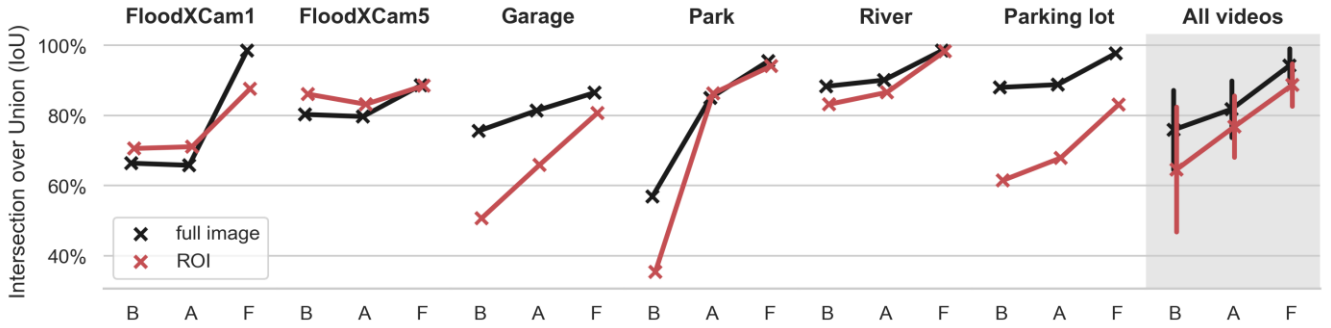 FloodXCam1 FloodXCam5 Garage Park River Parking lot All videos
Intersection over Union (IoU)
100%
80%
60%
40%
full image
ROI
B A F B A F B A F B A F B A F B A F B A F